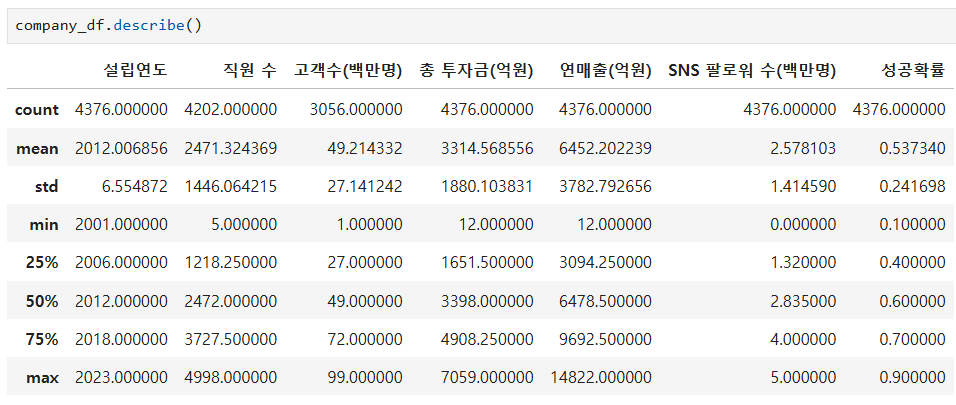 company_df.describe()
설립연도 직원 수 고객수(백만명) 총 투자금(억원) 연매출(억원) SNS 팔로워 수(백만명) 성공확률
count 4376.000000 4202.000000 3056.000000 4376.000000 4376.000000 4376.000000 4376.000000
mean 2012.006856 2471.324369 49.214332 3314.568556 6452.202239 2.578103 0.537340
std 6.554872 1446.064215 27.141242 1880.103831 3782.792656 1.414590 0.241698
min 2001.000000 5.000000 1.000000 12.000000 12.000000 0.000000 0.100000
25% 2006.000000 1218.250000 27.000000 1651.500000 3094.250000 1.320000 0.400000
50% 2012.000000 2472.000000 49.000000 3398.000000 6478.500000 2.835000 0.600000
75% 2018.000000 3727.500000 72.000000 4908.250000 9692.500000 4.000000 0.700000
max 2023.000000 4998.000000 99.000000 7059.000000 14822.000000 5.000000 0.900000